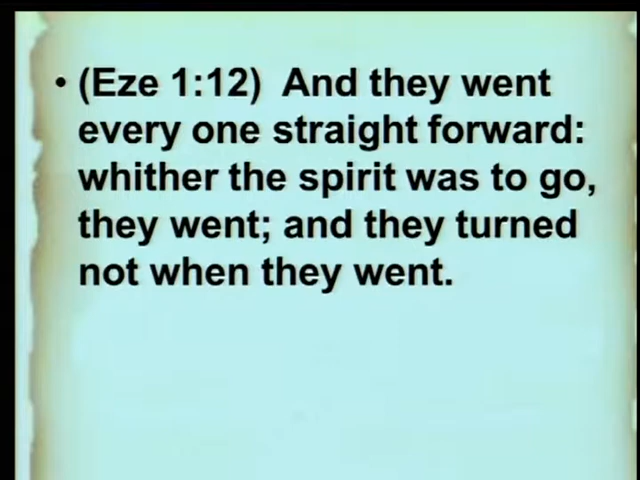 • (Eze 1:12)  And they went
every one straight forward:
whither the spirit was to go,
they went; and they turned
not when they went.